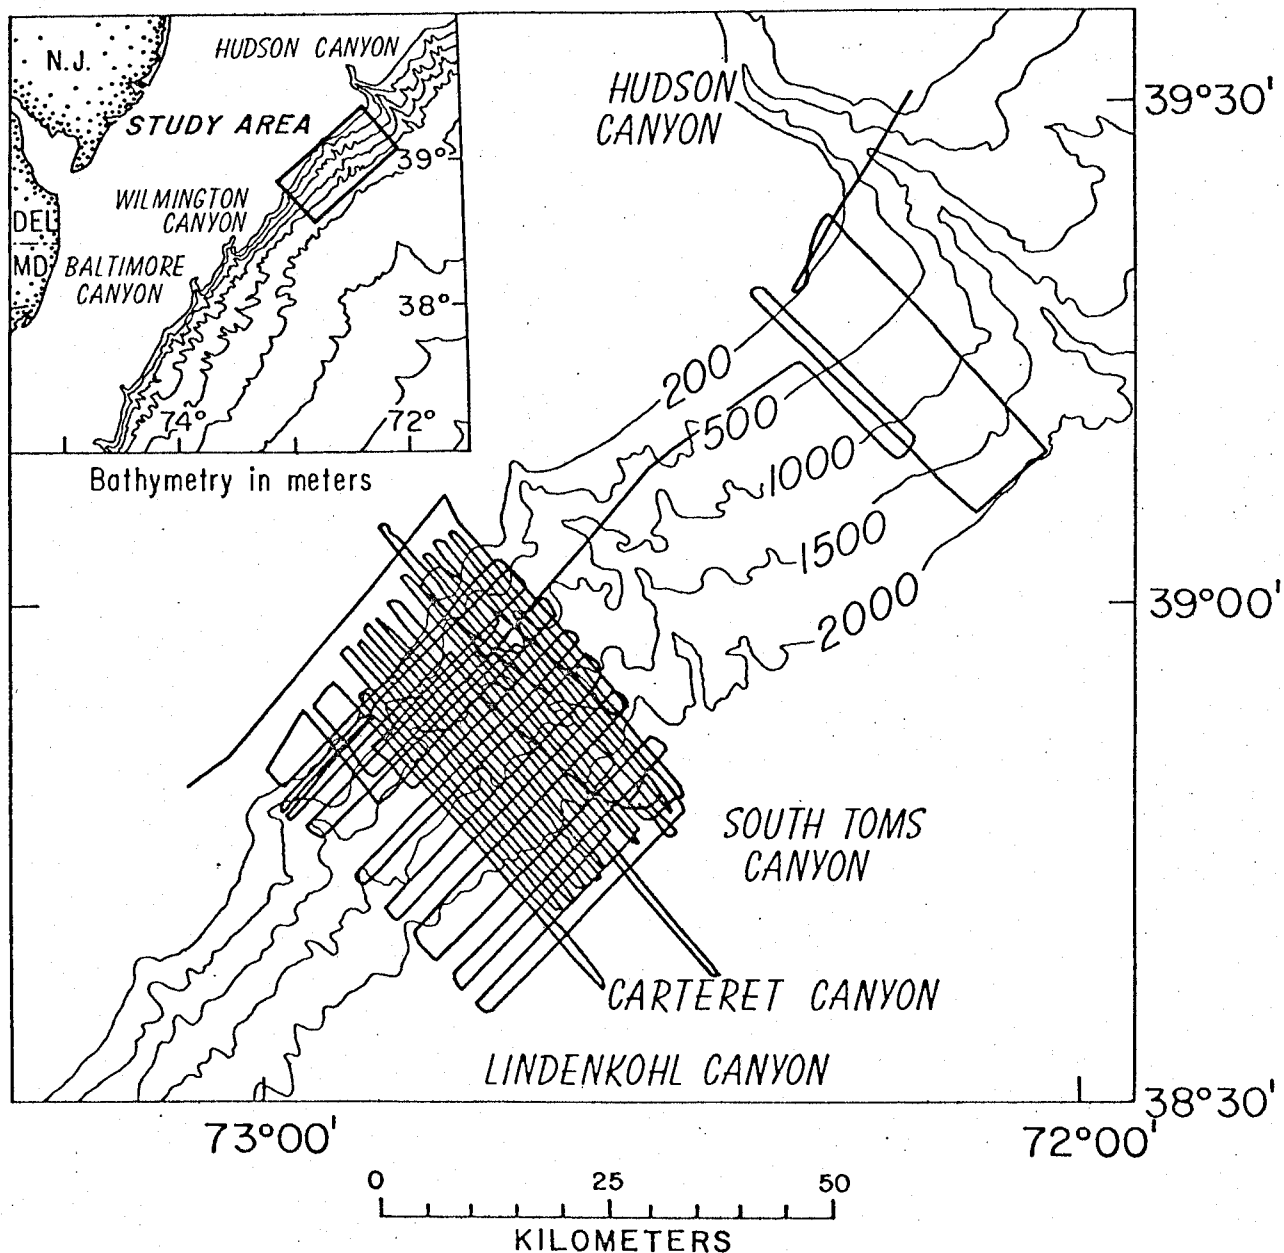 HUDSON CANYON
N.J.
STUDY AREA
39°
WILMINGTON
CANYON
DEL
MD
BALTIMORE
CANYON
38°
74°
72°
Bathymetry in meters
HUDSON
CANYON
39°30'
200
500
1000
1500
2000
39°00'
SOUTH TOMS
CANYON
CARTERET CANYON
LINDENKOHL CANYON
38°30'
73°00'
72°00'
0 25 50
KILOMETERS